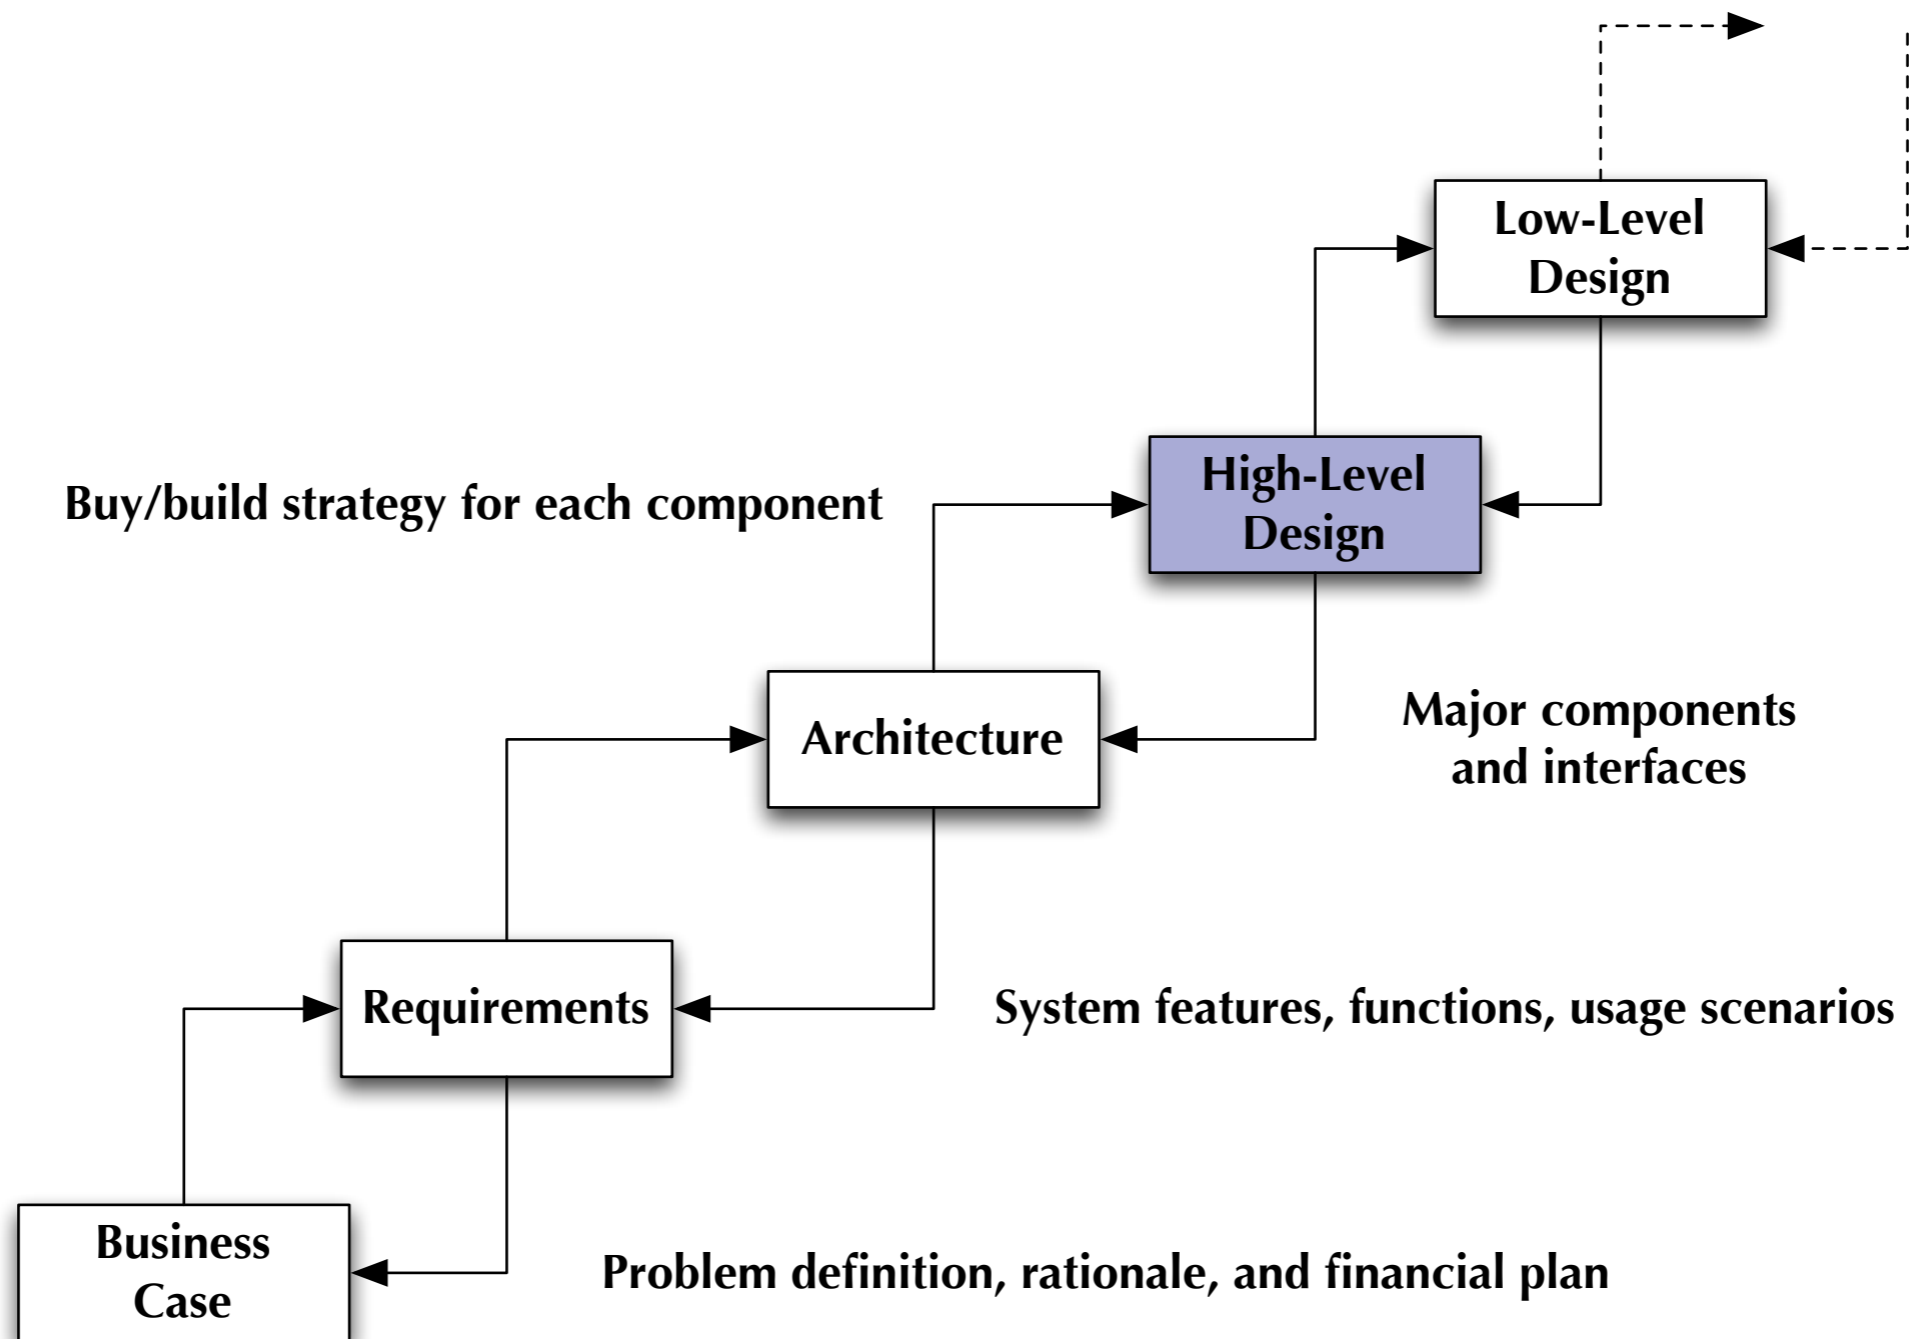 Low-Level
Design
Buy/build strategy for each component
High-Level
Design
Architecture
Major components
and interfaces
Requirements
System features, functions, usage scenarios
Business
Case
Problem definition, rationale, and financial plan